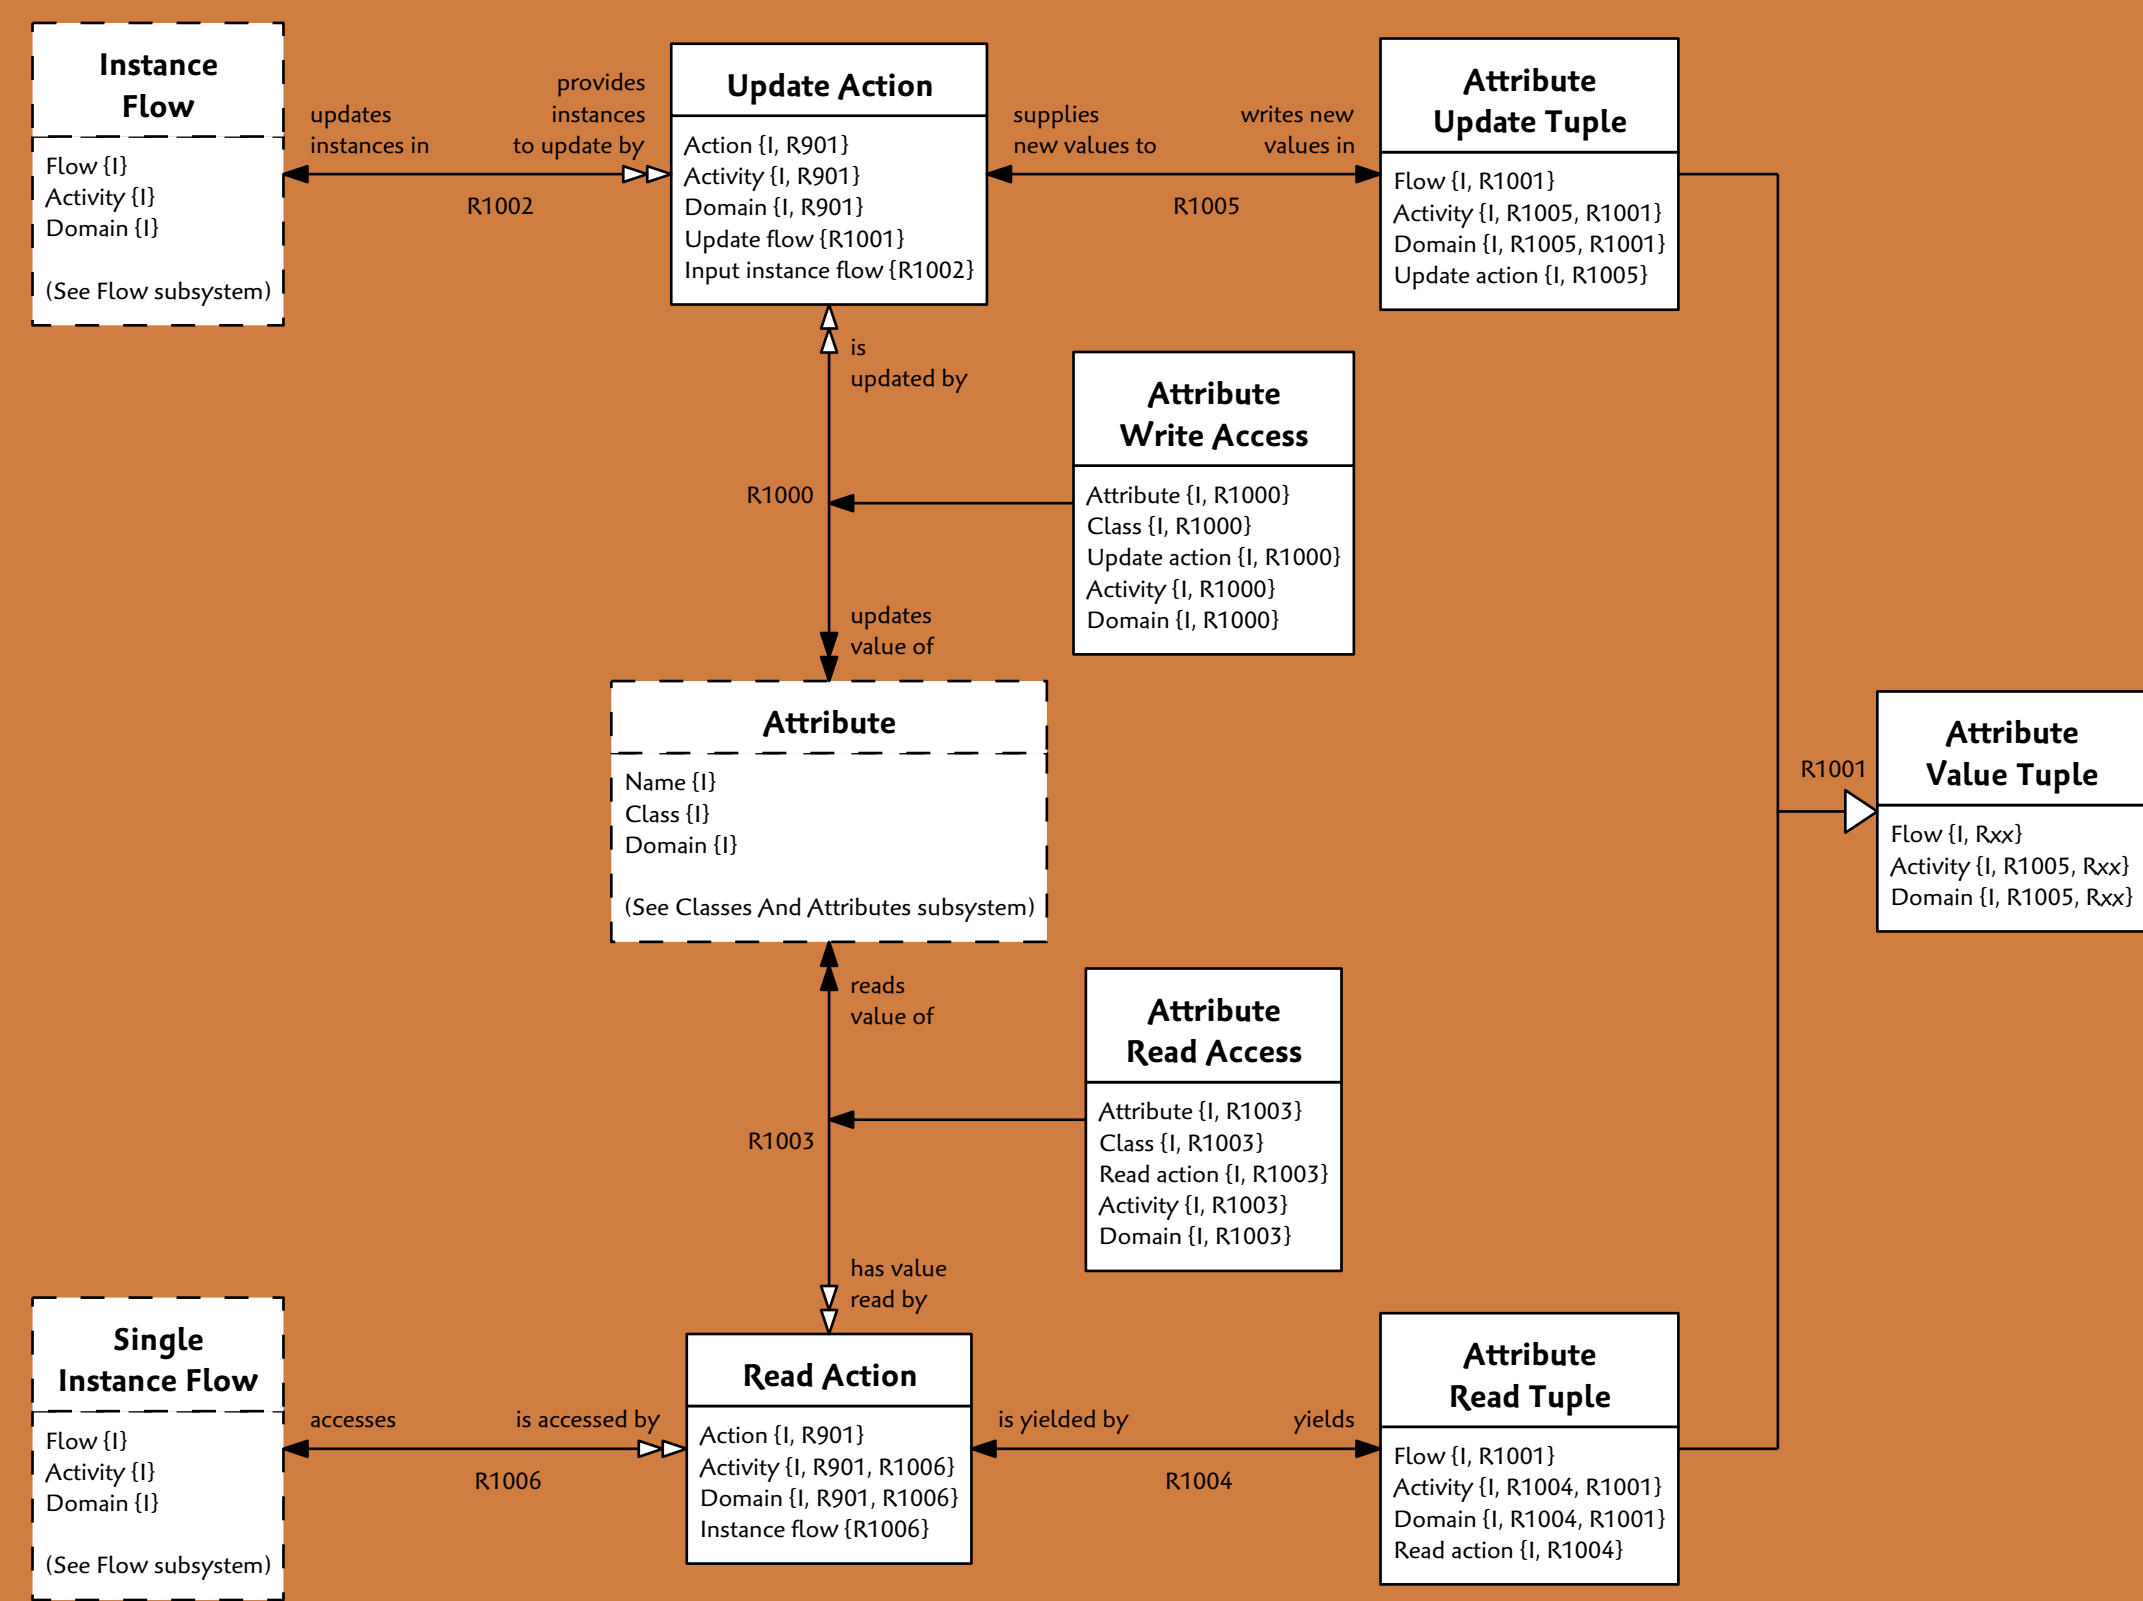 Instance
Flow
Flow {I}
Activity {I}
Domain {I}
(See Flow subsystem)
updates
instances in
provides
instances
to update by
R1002
Update Action
Action {I, R901}
Activity {I, R901}
Domain {I, R901}
Update flow {R1001}
Input instance flow {R1002}
supplies
new values to
writes new
values in
R1005
Attribute
Update Tuple
Flow {I, R1001}
Activity {I, R1005, R1001}
Domain {I, R1005, R1001}
Update action {I, R1005}
is
updated by
R1000
updates
value of
Attribute
Write Access
Attribute {I, R1000}
Class {I, R1000}
Update action {I, R1000}
Activity {I, R1000}
Domain {I, R1000}
Attribute
Name {I}
Class {I}
Domain {I}
(See Classes And Attributes subsystem)
R1001
Attribute
Value Tuple
Flow {I, Rxx}
Activity {I, R1005, Rxx}
Domain {I, R1005, Rxx}
reads
value of
R1003
has value
read by
Attribute
Read Access
Attribute {I, R1003}
Class {I, R1003}
Read action {I, R1003}
Activity {I, R1003}
Domain {I, R1003}
Single
Instance Flow
Flow {I}
Activity {I}
Domain {I}
(See Flow subsystem)
accesses
is accessed by
R1006
Read Action
Action {I, R901}
Activity {I, R901, R1006}
Domain {I, R901, R1006}
Instance flow {R1006}
is yielded by
yields
R1004
Attribute
Read Tuple
Flow {I, R1001}
Activity {I, R1004, R1001}
Domain {I, R1004, R1001}
Read action {I, R1004}